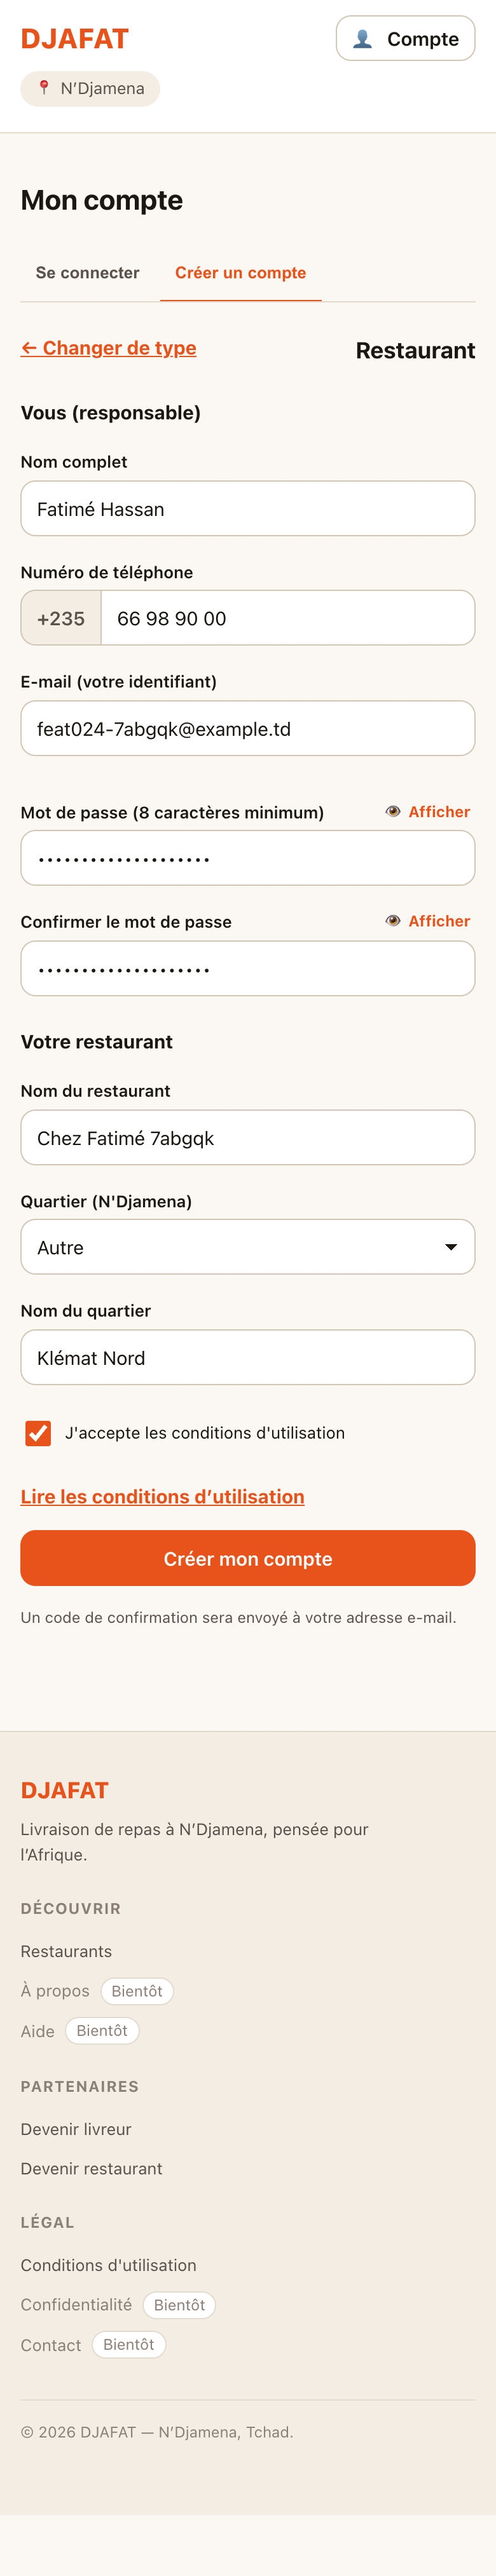 DJAFAT
Compte
N’Djamena
Mon compte
Se connecter
Créer un compte
← Changer de type
Restaurant
Vous (responsable)
Nom complet
Fatimé Hassan
Numéro de téléphone
+235
66 98 90 00
E-mail (votre identifiant)
feat024-7abgqk@example.td
Mot de passe (8 caractères minimum)
Afficher
••••••••••••••••••••
Confirmer le mot de passe
Afficher
••••••••••••••••••••
Votre restaurant
Nom du restaurant
Chez Fatimé 7abgqk
Quartier (N'Djamena)
Autre
Nom du quartier
Klémat Nord
J'accepte les conditions d'utilisation
Lire les conditions d’utilisation
Créer mon compte
Un code de confirmation sera envoyé à votre adresse e-mail.
DJAFAT
Livraison de repas à N’Djamena, pensée pour
l’Afrique.
DÉCOUVRIR
Restaurants
À propos Bientôt
Aide Bientôt
PARTENAIRES
Devenir livreur
Devenir restaurant
LÉGAL
Conditions d'utilisation
Confidentialité Bientôt
Contact Bientôt
© 2026 DJAFAT — N’Djamena, Tchad.